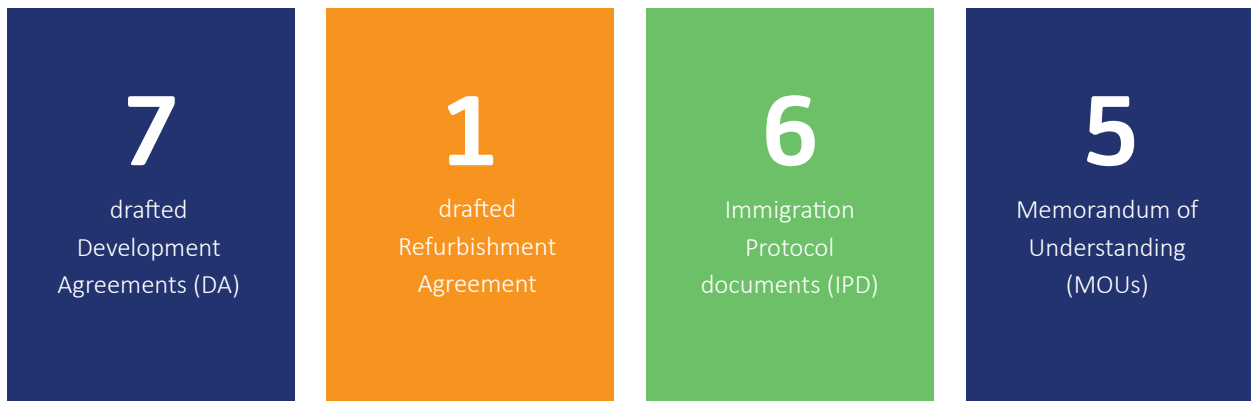 7
drafted
Development
Agreements (DA)
1
drafted
Refurbishment
Agreement
6
Immigration
Protocol
documents (IPD)
5
Memorandum of
Understanding
(MOUs)